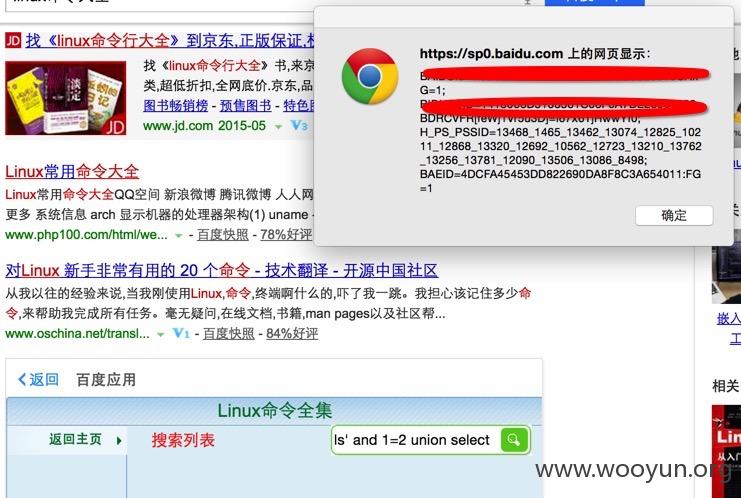 JD 找《linux命令行大全》到京东,正版保证,
找《linux命令行大全》书,来京
类,超低折扣,全网底价.京东,品
图书畅销榜 - 预售图书 - 特色图
www.jd.com 2015-05 V3
JD
Linux常用命令大全
Linux常用命令大全QQ空间 新浪微博 腾讯微博 人人网
更多 系统信息 arch 显示机器的处理器架构(1) uname -
www.php100.com/html/we... - 百度快照 - 78%好评
对Linux 新手非常有用的 20 个命令 - 技术翻译 - 开源中国社区
从我以往的经验来说,当我刚使用Linux,命令,终端啊什么的,吓了我一跳。我担心该记住多少命
令,来帮助我完成所有任务。毫无疑问,在线文档,书籍,man pages以及社区帮...
www.oschina.net/transl... V1 - 百度快照 - 84%好评
返回 百度应用
Linux命令全集
返回主页 搜索列表 ls' and 1=2 union select
https://sp0.baidu.com 上的网页显示:
G=1;
H_PS_PSSID=13468_1465_13462_13074_12825_102
11_12868_13320_12692_10562_12723_13210_13762
_13256_13781_12090_13506_13086_8498;
BAEID=4DCFA45453DD822690DA8F8C3A654011:FG
=1
确定
相关
www.wooyun.org